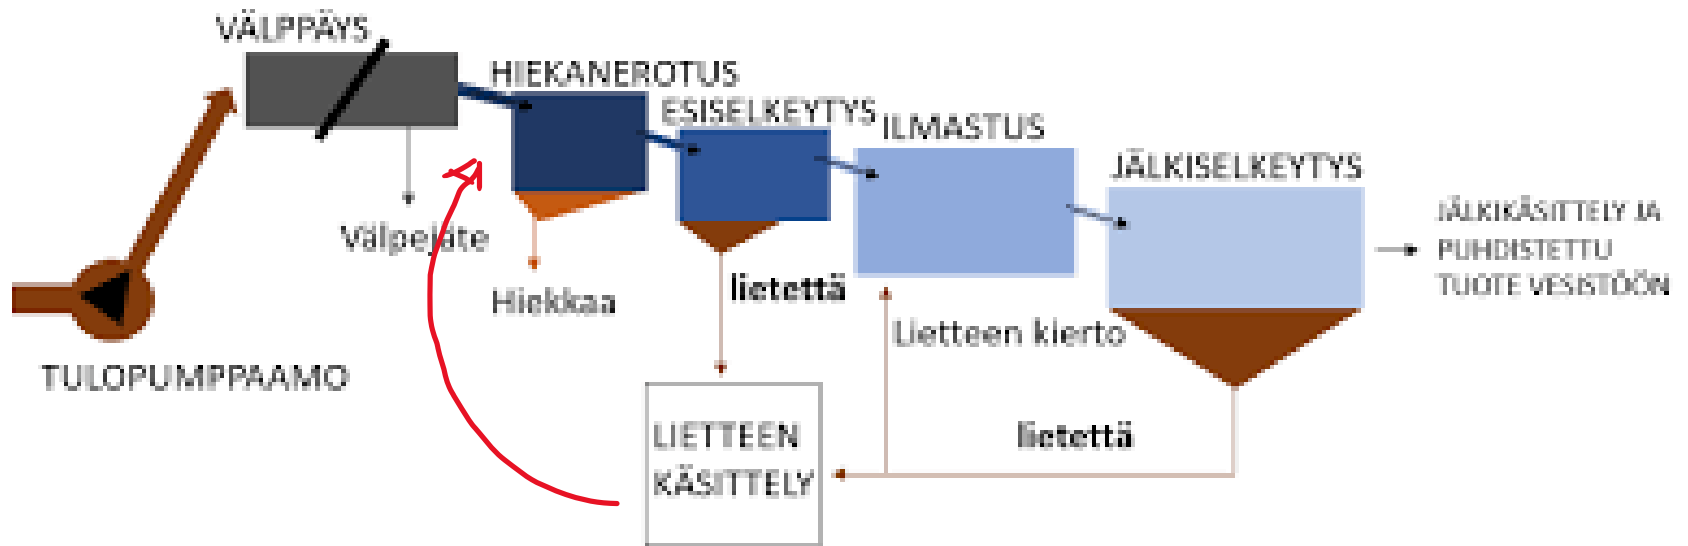 VÄLPPÄYS
HIEKANEROTUS
ESISELKEYTYS
ILMASTUS
JÄLKISELKEYTYS
JÄLKIKÄSITTELY JA
PUHDISTETTU
TUOTE VESISTÖÖN
Välpejäte
Hiekkaa
lietettä
Lietteen kierto
TULOPUMPPAAMO
LIETTEEN
KÄSITTELY
lietettä